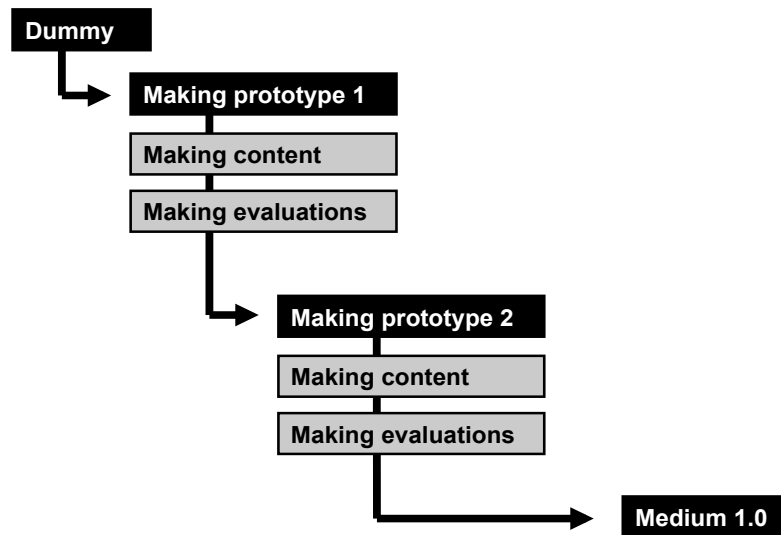 Dummy
Making prototype 1
Making content
Making evaluations
Making prototype 2
Making content
Making evaluations
Medium 1.0